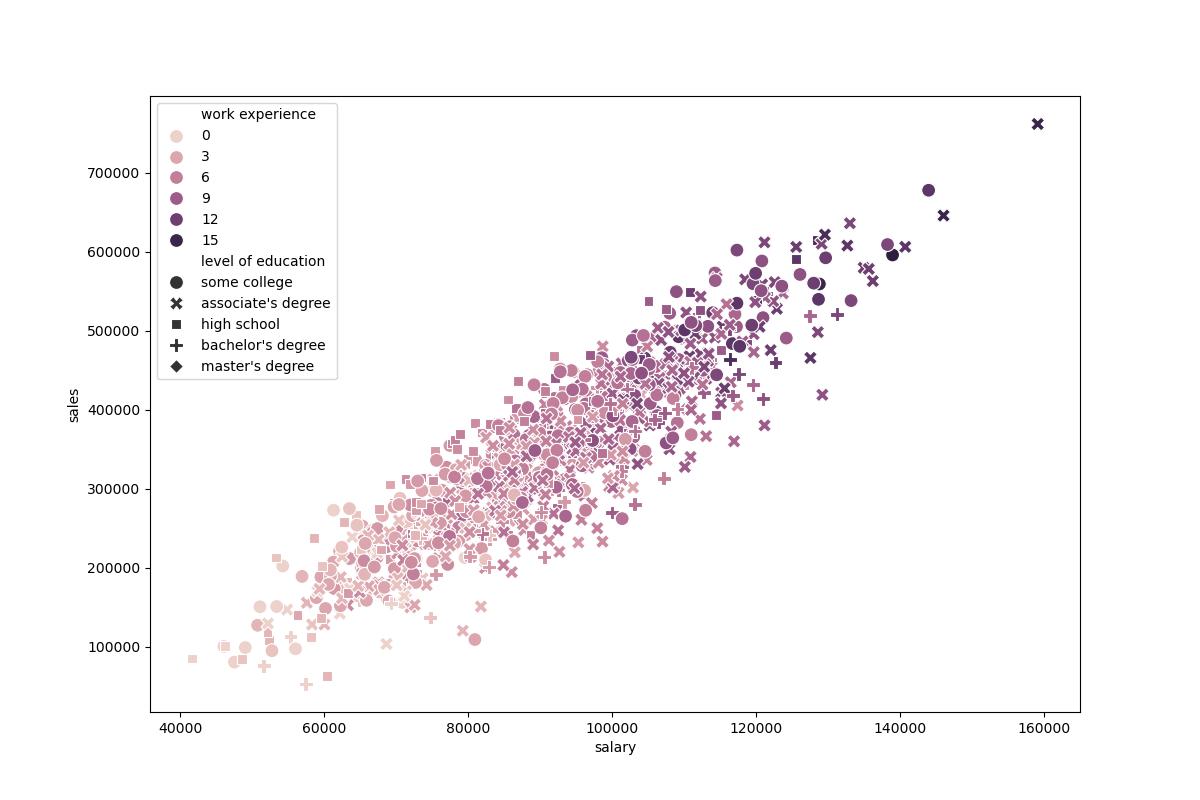 work experience
0
3
6
9
12
15
level of education
some college
associate's degree
high school
bachelor's degree
master's degree
sales
700000
600000
500000
400000
300000
200000
100000
40000 60000 80000 100000 120000 140000 160000
salary